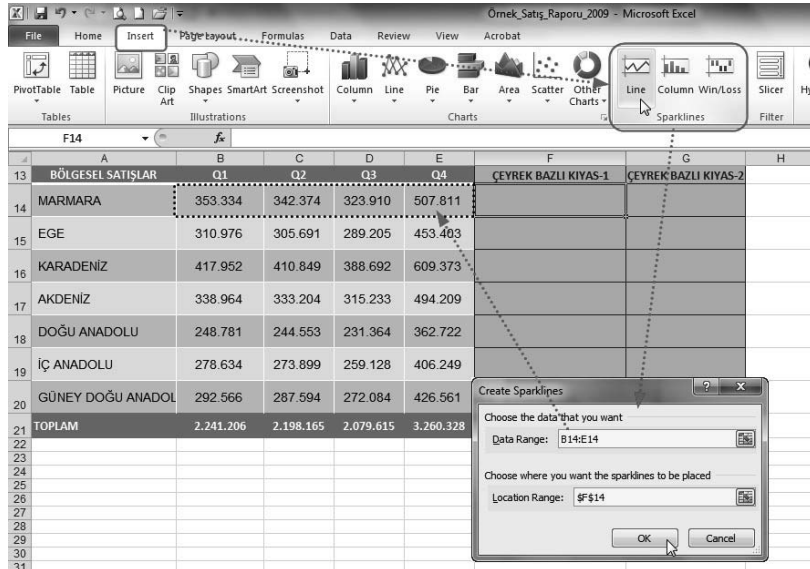 Örnek_Satış_Raporu_2009 - Microsoft Excel
File Home Insert Page Layout Formulas Data Review View Acrobat
PivotTable Table Picture Clip Art Shapes SmartArt Screenshot Column Line Pie Bar Area Scatter Other Charts Line Column Win/Loss Slicer
Tables Illustrations Charts Sparklines Filter
F14 fx
A B C D E F G H
13 BÖLGESEL SATIŞLAR Q1 Q2 Q3 Q4 ÇEYREK BAZLI KIYAS-1 ÇEYREK BAZLI KIYAS-2
14 MARMARA 353.334 342.374 323.910 507.811
15 EGE 310.976 305.691 289.205 453.403
16 KARADENİZ 417.952 410.849 388.692 609.373
17 AKDENİZ 338.964 333.204 315.233 494.209
18 DOĞU ANADOLU 248.781 244.553 231.364 362.722
19 İÇ ANADOLU 278.634 273.899 259.128 406.249
20 GÜNEY DOĞU ANADOL 292.566 287.594 272.084 426.561
21 TOPLAM 2.241.206 2.198.165 2.079.615 3.260.328
22
23
24
25
26
27
28
29
30
31
Create Sparklines
Choose the data that you want
Data Range: B14:E14
Choose where you want the sparklines to be placed
Location Range: $F$14
OK Cancel